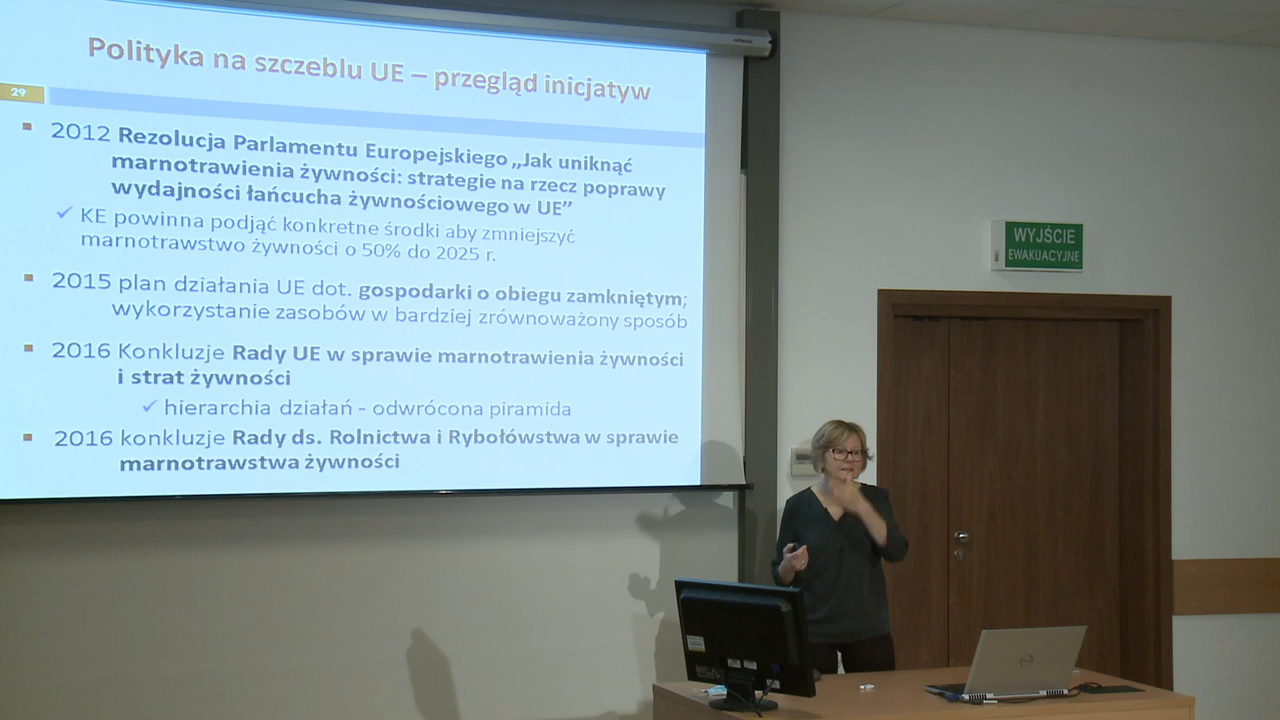 Polityka na szczeblu UE – przegląd inicjatyw
29
▪ 2012 Rezolucja Parlamentu Europejskiego „Jak uniknąć
marnotrawienia żywności: strategie na rzecz poprawy
wydajności łańcucha żywnościowego w UE”
✓ KE powinna podjąć konkretne środki aby zmniejszyć
marnotrawstwo żywności o 50% do 2025 r.
▪ 2015 plan działania UE dot. gospodarki o obiegu zamkniętym;
wykorzystanie zasobów w bardziej zrównoważony sposób
▪ 2016 Konkluzje Rady UE w sprawie marnotrawienia żywności
i strat żywności
✓ hierarchia działań - odwrócona piramida
▪ 2016 konkluzje Rady ds. Rolnictwa i Rybołówstwa w sprawie
marnotrawstwa żywności
WYJŚCIE
EWAKUACYJNE
DELL